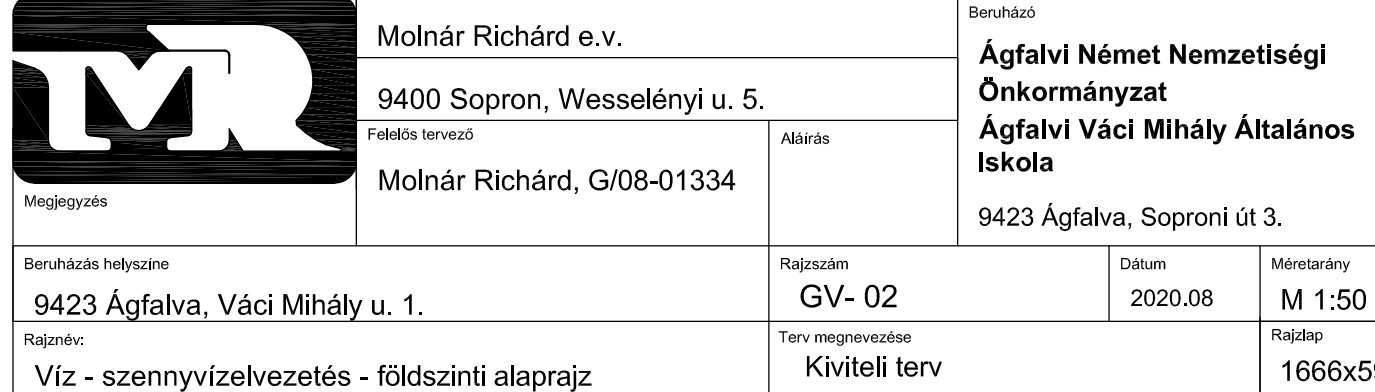 Molnár Richárd e.v.
9400 Sopron, Wesselényi u. 5.
Felelős tervező
Molnár Richárd, G/08-01334
Aláírás
Megjegyzés
Beruházó
Ágfalvi Német Nemzetiségi
Önkormányzat
Ágfalvi Váci Mihály Általános
Iskola
9423 Ágfalva, Soproni út 3.
Beruházás helyszíne
9423 Ágfalva, Váci Mihály u. 1.
Rajzszám
GV- 02
Dátum
2020.08
Méretarány
M 1:50
Rajznév:
Víz - szennyvízelvezetés - földszinti alaprajz
Terv megnevezése
Kiviteli terv
Rajzlap